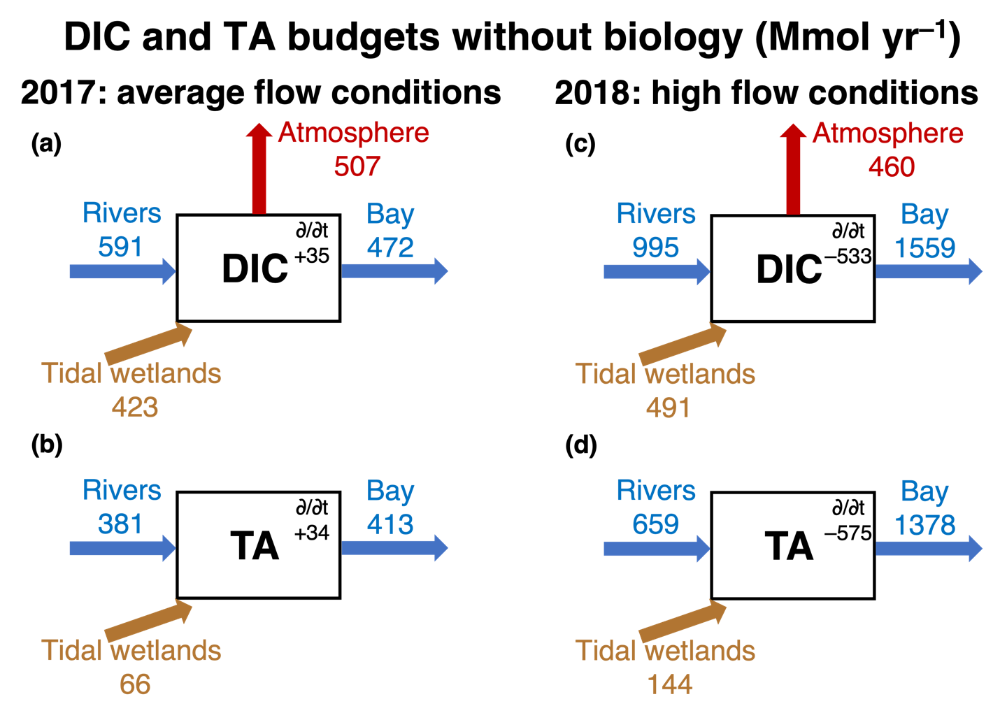 DIC and TA budgets without biology (Mmol yr⁻¹)
2017: average flow conditions
(a)
Atmosphere
507
Rivers
591
∂/∂t
+35
DIC
Bay
472
Tidal wetlands
423
(b)
Rivers
381
∂/∂t
+34
TA
Bay
413
Tidal wetlands
66
2018: high flow conditions
(c)
Atmosphere
460
Rivers
995
∂/∂t
−533
DIC
Bay
1559
Tidal wetlands
491
(d)
Rivers
659
∂/∂t
−575
TA
Bay
1378
Tidal wetlands
144